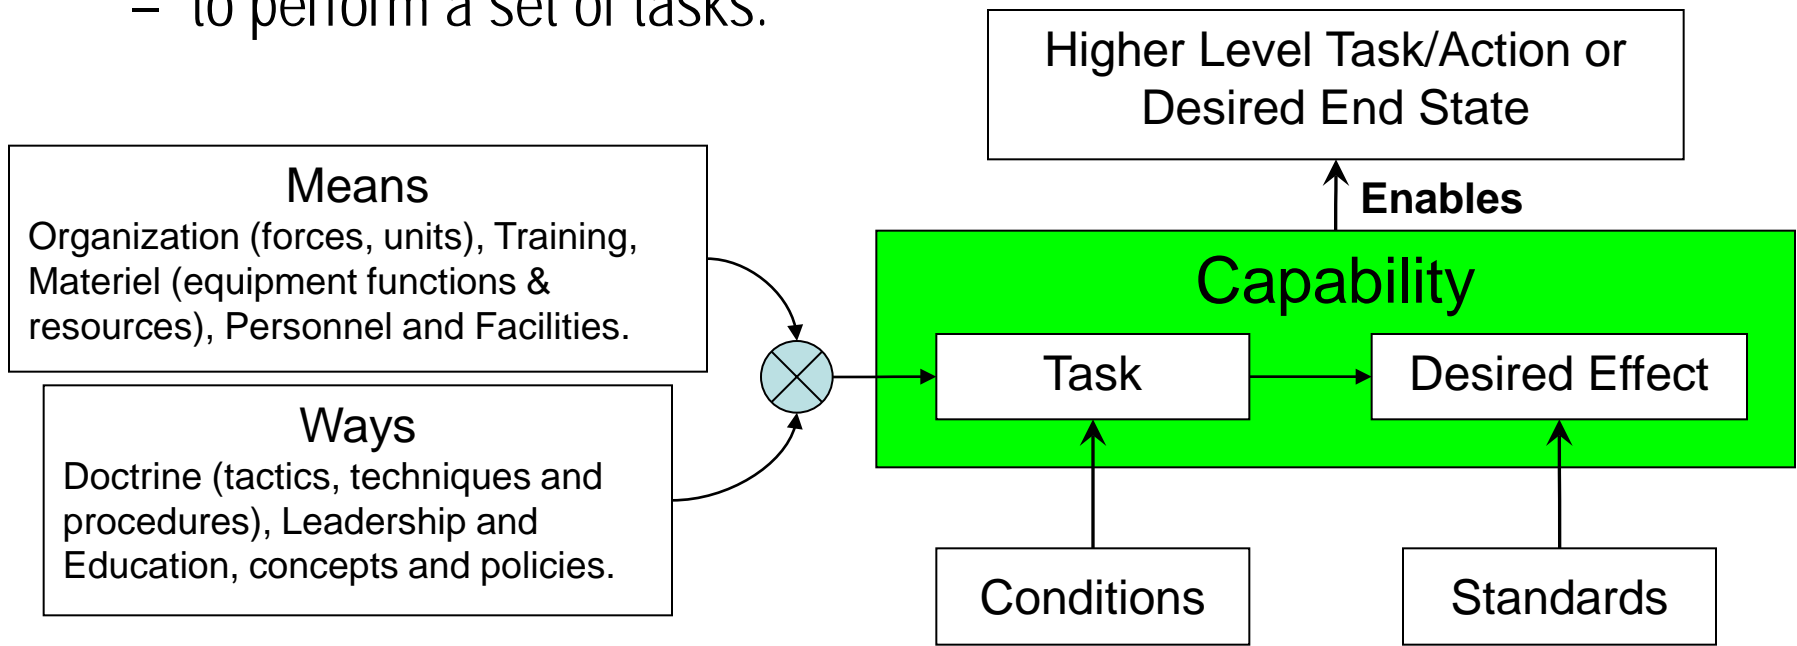 – to perform a set of tasks.
Higher Level Task/Action or
Desired End State
Means
Organization (forces, units), Training,
Materiel (equipment functions &
resources), Personnel and Facilities.
Enables
Capability
Task
Desired Effect
Ways
Doctrine (tactics, techniques and
procedures), Leadership and
Education, concepts and policies.
Conditions
Standards